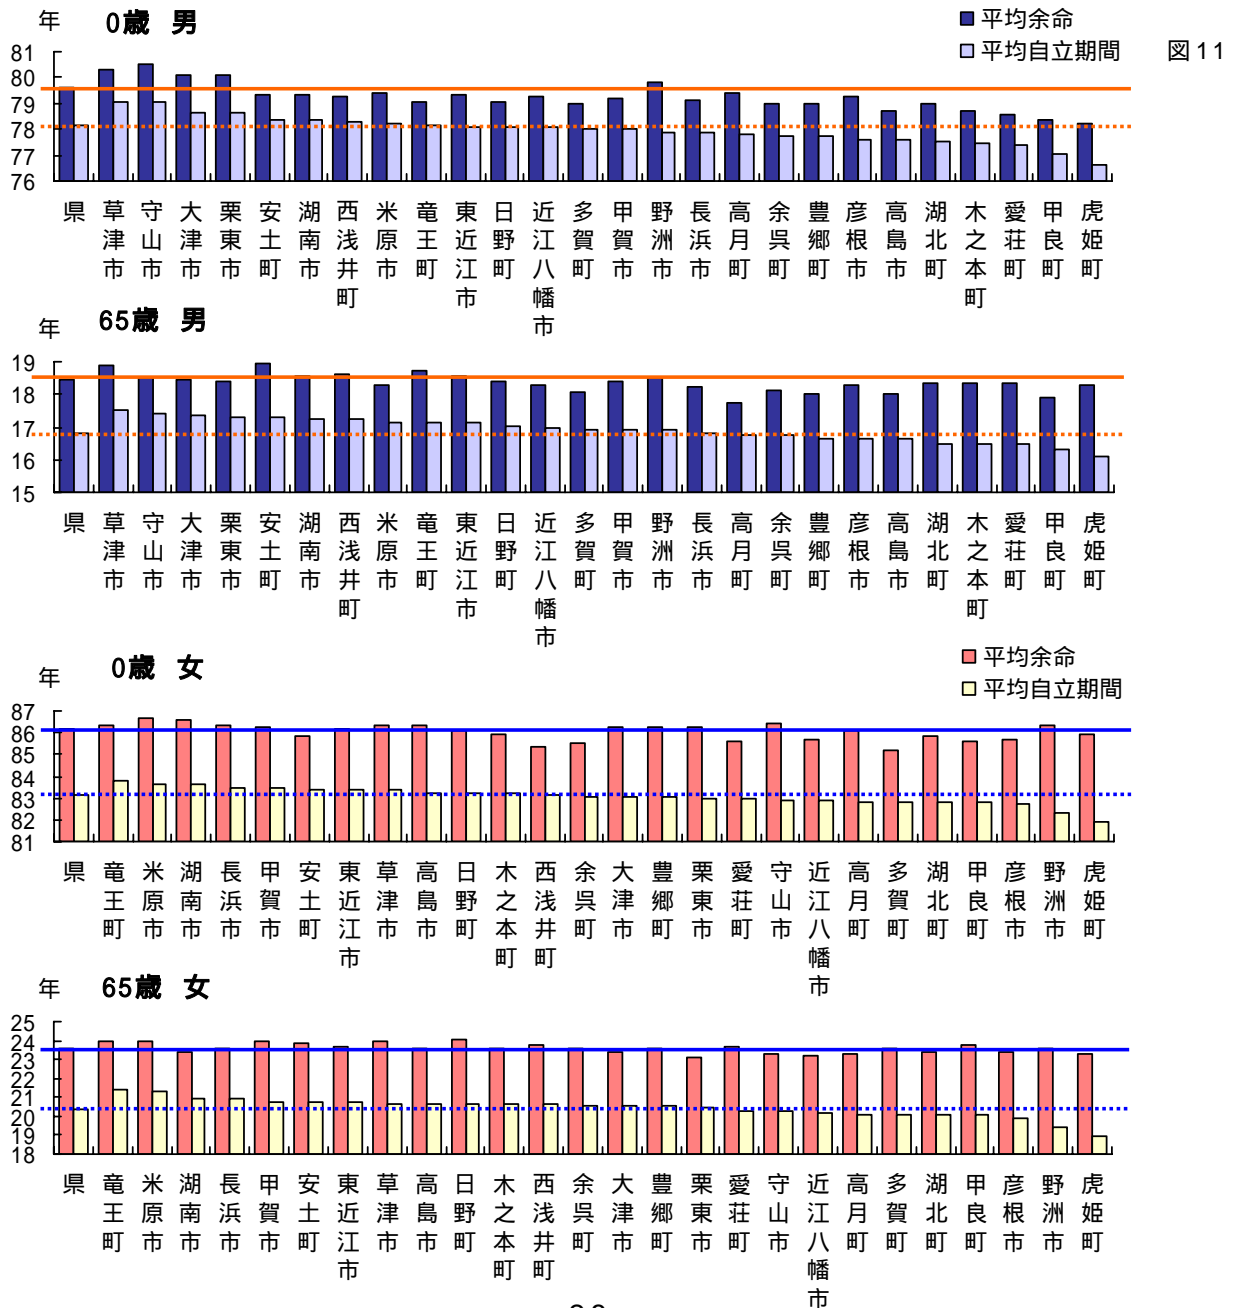 年 0歳 男
平均余命
平均自立期間 図11
81
80
79
78
77
76
県 草津市 守山市 大津市 栗東市 安土町 湖南市 西浅井町 米原市 竜王町 東近江市 日野町 近江八幡市 多賀町 甲賀市 野洲市 長浜市 高月町 余呉町 豊郷町 彦根市 高島市 湖北町 木之本町 愛荘町 甲良町 虎姫町
年 65歳 男
19
18
17
16
15
県 草津市 守山市 大津市 栗東市 安土町 湖南市 西浅井町 米原市 竜王町 東近江市 日野町 近江八幡市 多賀町 甲賀市 野洲市 長浜市 高月町 余呉町 豊郷町 彦根市 高島市 湖北町 木之本町 愛荘町 甲良町 虎姫町
年 0歳 女
平均余命
平均自立期間
87
86
85
84
83
82
81
県 竜王町 米原市 湖南市 長浜市 甲賀市 安土町 東近江市 草津市 高島市 日野町 木之本町 西浅井町 余呉町 大津市 豊郷町 栗東市 愛荘町 守山市 近江八幡市 高月町 多賀町 湖北町 甲良町 彦根市 野洲市 虎姫町
年 65歳 女
25
24
23
22
21
20
19
18
県 竜王町 米原市 湖南市 長浜市 甲賀市 安土町 東近江市 草津市 高島市 日野町 木之本町 西浅井町 余呉町 大津市 豊郷町 栗東市 愛荘町 守山市 近江八幡市 高月町 多賀町 湖北町 甲良町 彦根市 野洲市 虎姫町